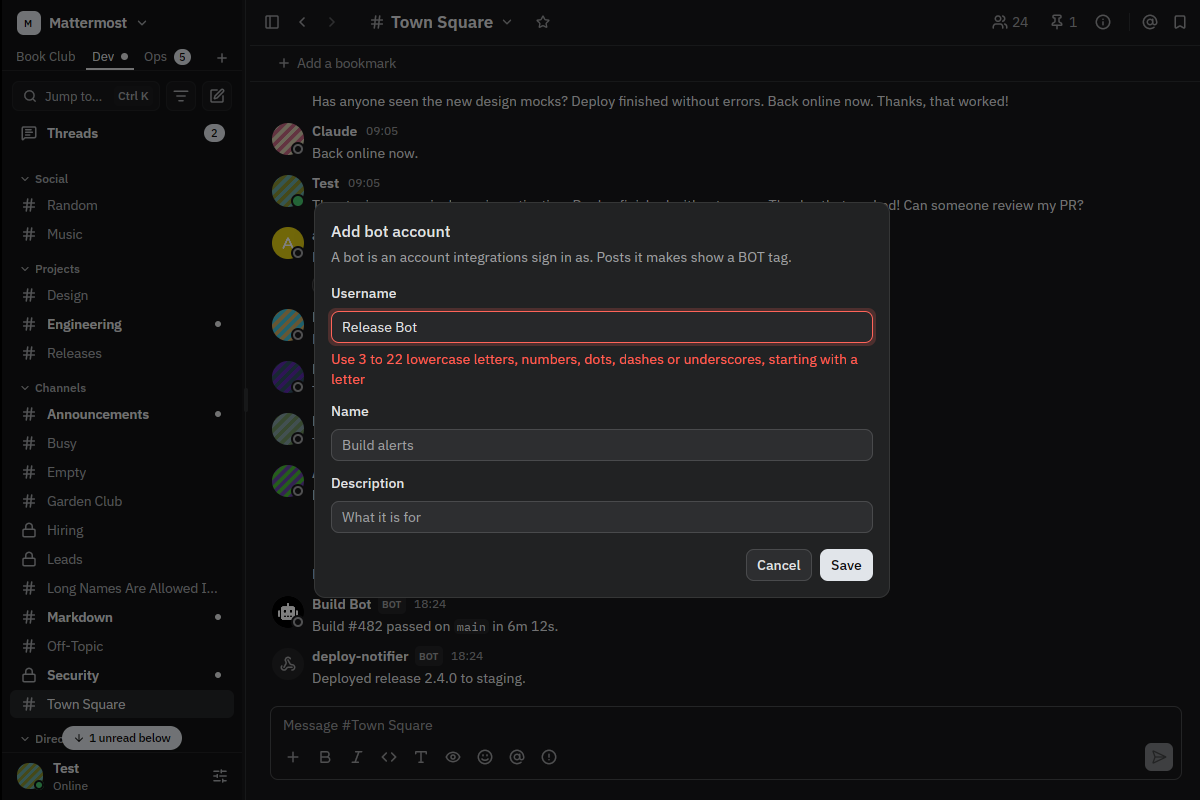 M Mattermost
Book Club Dev Ops 5
Jump to... Ctrl K
Threads 2
Social
Random
Music
Projects
Design
Engineering
Releases
Channels
Announcements
Busy
Empty
Garden Club
Hiring
Leads
Long Names Are Allowed I...
Markdown
Off-Topic
Security
Town Square
1 unread below
Test
Online
Town Square 24 1
Add a bookmark
Has anyone seen the new design mocks? Deploy finished without errors. Back online now. Thanks, that worked!
Claude 09:05
Back online now.
Test 09:05
Can someone review my PR?
A
Add bot account
A bot is an account integrations sign in as. Posts it makes show a BOT tag.
Username
Release Bot
Use 3 to 22 lowercase letters, numbers, dots, dashes or underscores, starting with a
letter
Name
Build alerts
Description
What it is for
Cancel Save
Build Bot BOT 18:24
Build #482 passed on main in 6m 12s.
deploy-notifier BOT 18:24
Deployed release 2.4.0 to staging.
Message #Town Square